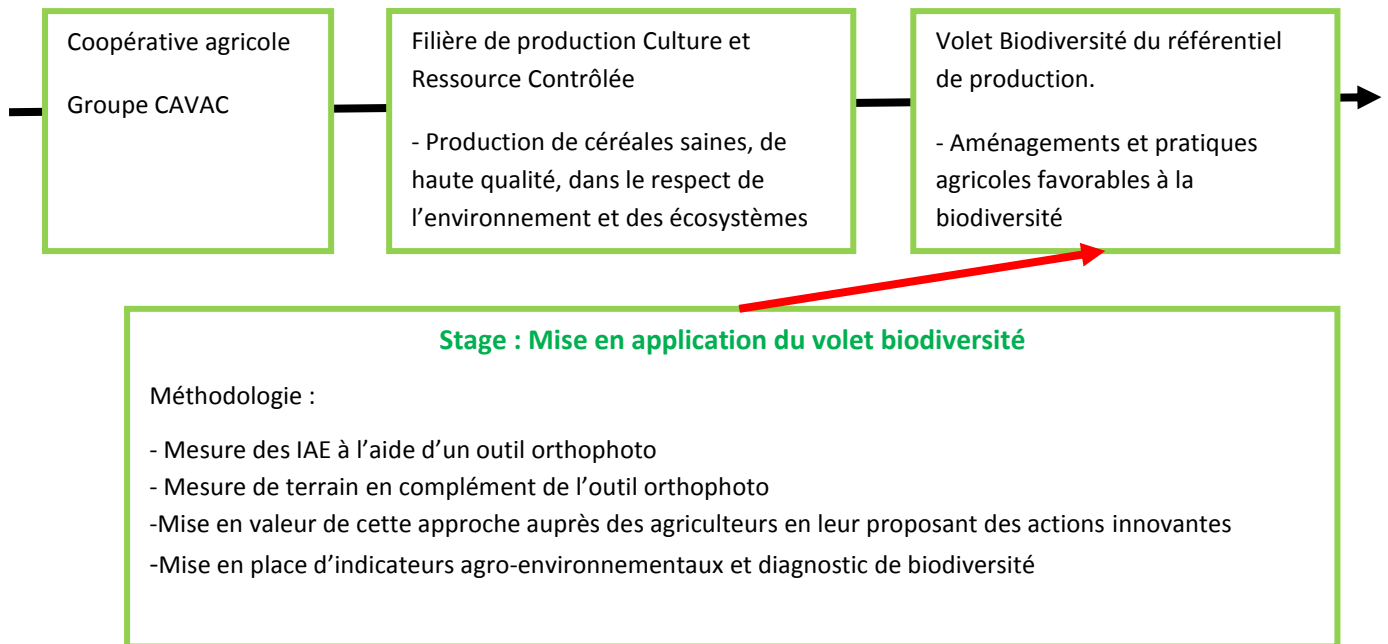 Coopérative agricole
Groupe CAVAC
Filière de production Culture et
Ressource Contrôlée
- Production de céréales saines, de
haute qualité, dans le respect de
l’environnement et des écosystèmes
Volet Biodiversité du référentiel
de production.
- Aménagements et pratiques
agricoles favorables à la
biodiversité
Stage : Mise en application du volet biodiversité
Méthodologie :
- Mesure des IAE à l’aide d’un outil orthophoto
- Mesure de terrain en complément de l’outil orthophoto
-Mise en valeur de cette approche auprès des agriculteurs en leur proposant des actions innovantes
-Mise en place d’indicateurs agro-environnementaux et diagnostic de biodiversité